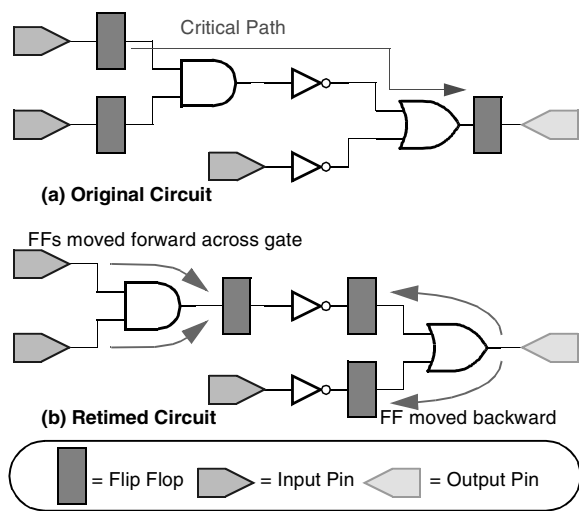 Critical Path
(a) Original Circuit
FFs moved forward across gate
(b) Retimed Circuit
FF moved backward
= Flip Flop
= Input Pin
= Output Pin